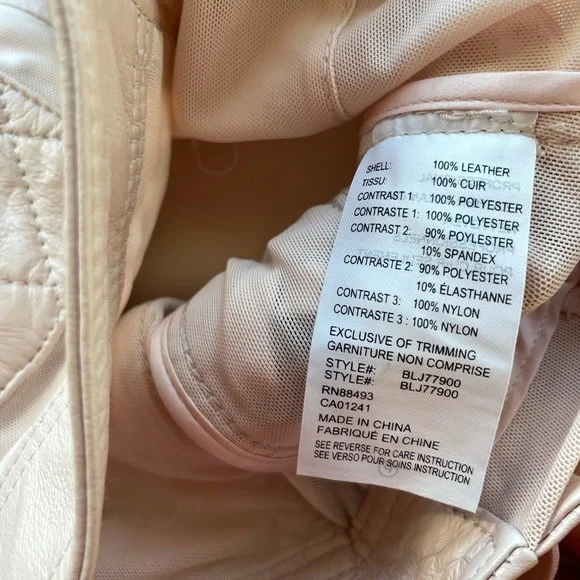 SHELL: 100% LEATHER
TISSU: 100% CUIR
CONTRAST 1: 100% POLYESTER
CONTRASTE 1: 100% POLYESTER
CONTRAST 2: 90% POYLESTER
10% SPANDEX
CONTRASTE 2: 90% POLYESTER
10% ÉLASTHANNE
CONTRAST 3: 100% NYLON
CONTRASTE 3 : 100% NYLON
EXCLUSIVE OF TRIMMING
GARNITURE NON COMPRISE
STYLE#: BLJ77900
STYLE#: BLJ77900
RN88493
CA01241
MADE IN CHINA
FABRIQUÉ EN CHINE
SEE REVERSE FOR CARE INSTRUCTION
SEE VERSO POUR SOINS INSTRUCTION